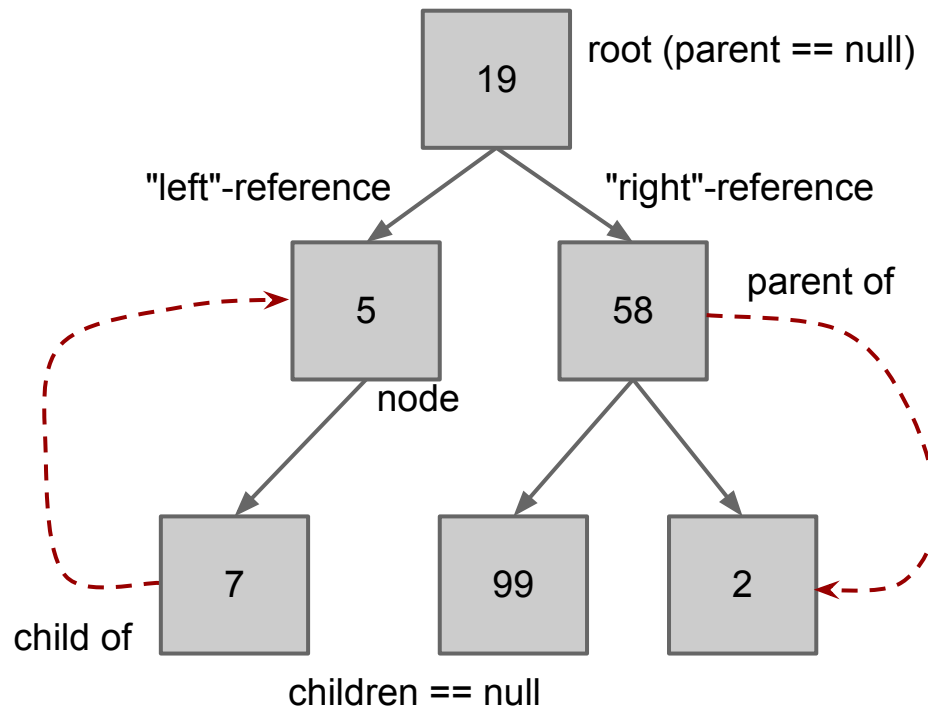 19
root (parent == null)
"left"-reference
"right"-reference
5
58
parent of
node
7
99
2
child of
children == null